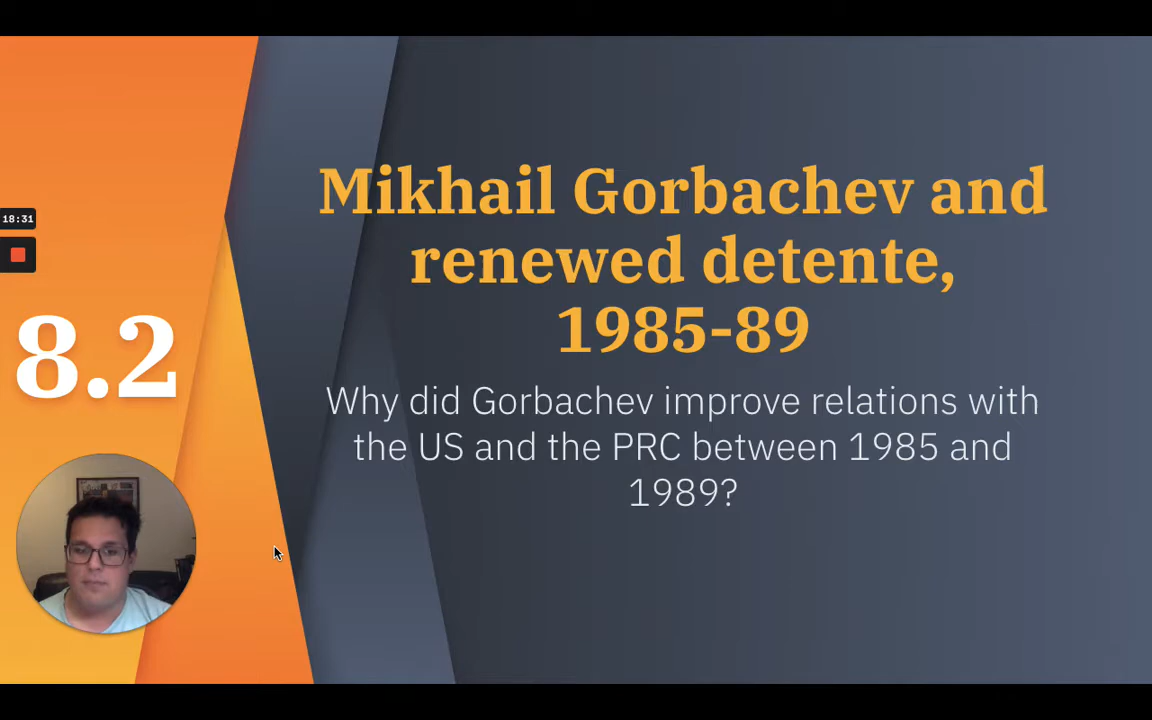 18:31
8.2
Mikhail Gorbachev and
renewed detente,
1985-89
Why did Gorbachev improve relations with
the US and the PRC between 1985 and
1989?